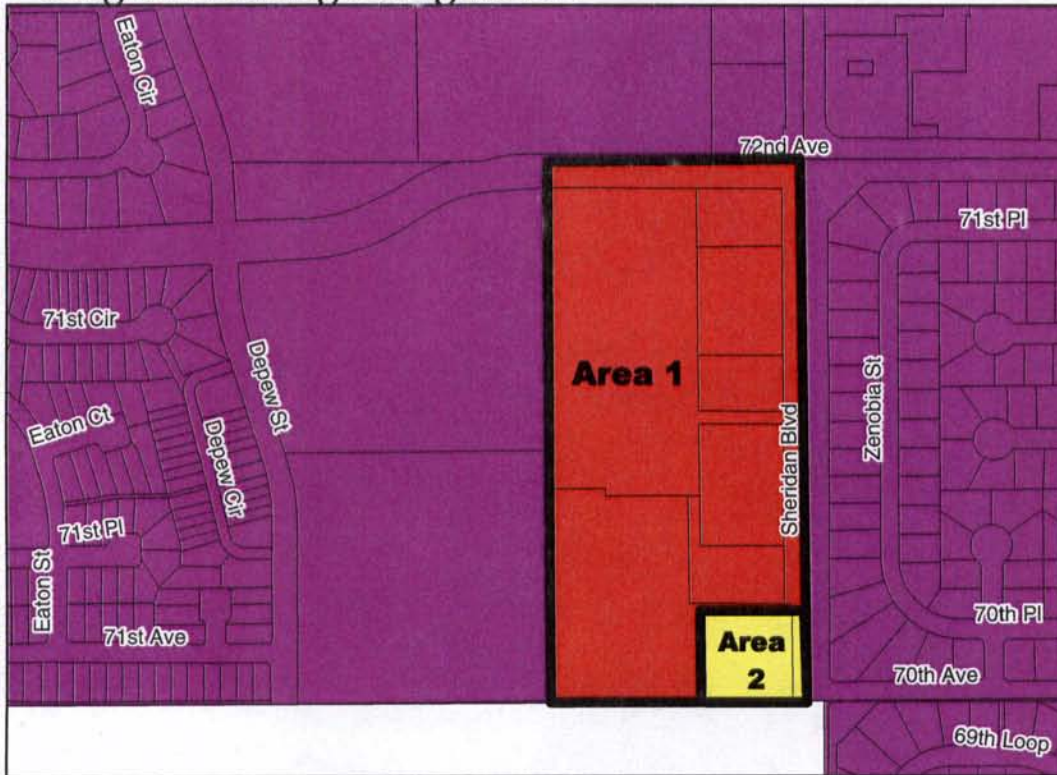 Eaton Cir
72nd Ave
71st Pl
71st Cir
Depew St
Area 1
Zenobia St
Eaton Ct
Depew Cir
Sheridan Blvd
71st Pl
Eaton St
71st Ave
70th Pl
Area
2
70th Ave
69th Loop